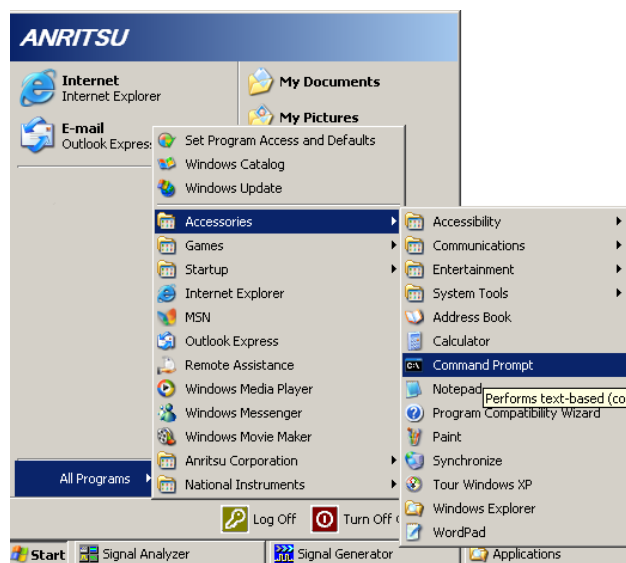 ANRITSU
Internet
Internet Explorer
My Documents
My Pictures
E-mail
Outlook Express
Set Program Access and Defaults
Windows Catalog
Windows Update
Accessories
Games
Startup
Internet Explorer
MSN
Outlook Express
Remote Assistance
Windows Media Player
Windows Messenger
Windows Movie Maker
Anritsu Corporation
National Instruments
Accessibility
Communications
Entertainment
System Tools
Address Book
Calculator
C:\
Command Prompt
Notepad
Performs text-based (co
Program Compatibility Wizard
Paint
Synchronize
Tour Windows XP
Windows Explorer
WordPad
All Programs
Log Off
Turn Off
Start
Signal Analyzer
Signal Generator
Applications